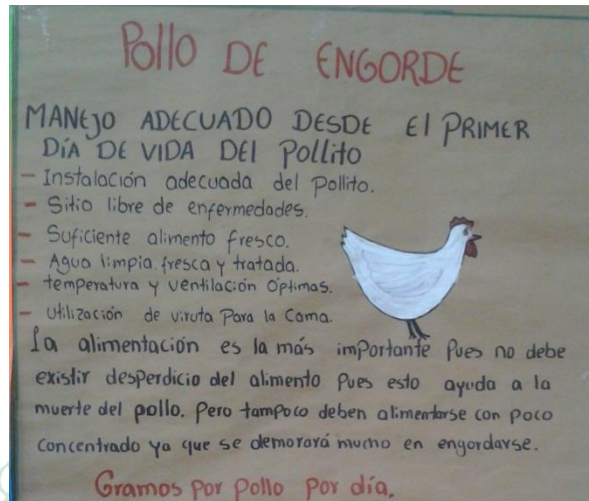 Pollo DE ENGORDE
MANEJO ADECUADO DESDE El PRIMER
DÍA DE VIDA DEl Pollito
- Instalación adecuada del Pollito.
- Sitio libre de enfermedades.
- Suficiente alimento fresco.
- Agua limpia, fresca y tratada.
- temperatura y ventilación óptimas.
- Utilización de viruta Para la Cama.
La alimentación es la más importante Pues no debe
existir desperdicio del alimento Pues esto ayuda a la
muerte del pollo. Pero tampoco deben alimentarse con poco
concentrado ya que se demorará mucho en engordarse.
Gramos por pollo por día.